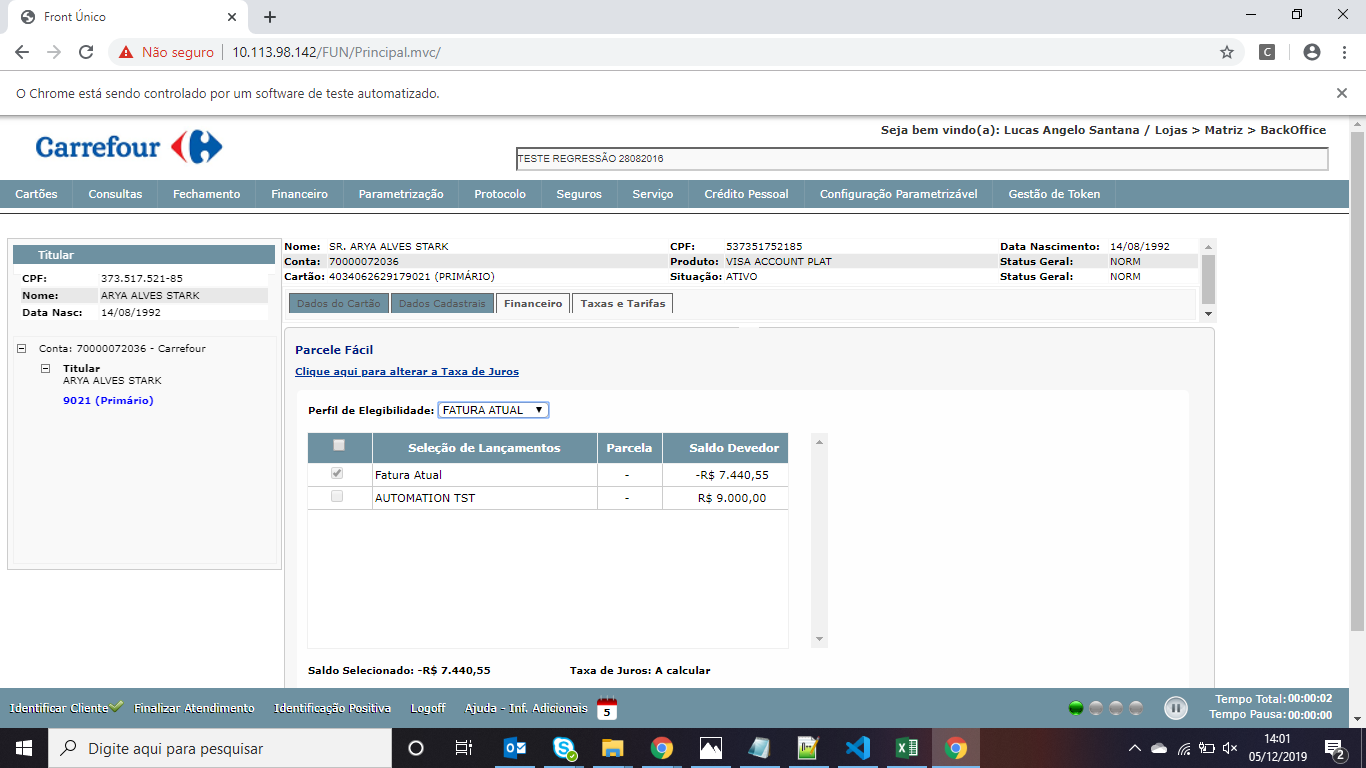 Front Único
Não seguro 10.113.98.142/FUN/Principal.mvc/
C
O Chrome está sendo controlado por um software de teste automatizado.
Carrefour
Seja bem vindo(a): Lucas Angelo Santana / Lojas > Matriz > BackOffice
TESTE REGRESSÃO 28082016
Cartões Consultas Fechamento Financeiro Parametrização Protocolo Seguros Serviço Crédito Pessoal Configuração Parametrizável Gestão de Token
Titular
CPF: 373.517.521-85
Nome: ARYA ALVES STARK
Data Nasc: 14/08/1992
Conta: 70000072036 - Carrefour
Titular
ARYA ALVES STARK
9021 (Primário)
Nome: SR. ARYA ALVES STARK CPF: 537351752185 Data Nascimento: 14/08/1992
Conta: 70000072036 Produto: VISA ACCOUNT PLAT Status Geral: NORM
Cartão: 4034062629179021 (PRIMÁRIO) Situação: ATIVO Status Geral: NORM
Dados do Cartão Dados Cadastrais Financeiro Taxas e Tarifas
Parcele Fácil
Clique aqui para alterar a Taxa de Juros
Perfil de Elegibilidade: FATURA ATUAL
Seleção de Lançamentos Parcela Saldo Devedor
Fatura Atual - -R$ 7.440,55
AUTOMATION TST - R$ 9.000,00
Saldo Selecionado: -R$ 7.440,55 Taxa de Juros: A calcular
Identificar Cliente Finalizar Atendimento Identificação Positiva Logoff Ajuda - Inf. Adicionais 5
Tempo Total: 00:00:02
Tempo Pausa: 00:00:00
Digite aqui para pesquisar
14:01
05/12/2019
2